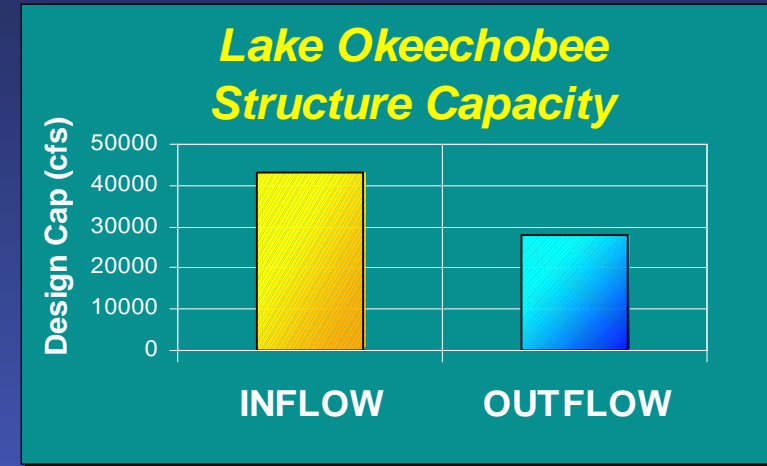 Lake Okeechobee
Structure Capacity
Design Cap (cfs)
50000
40000
30000
20000
10000
0
INFLOW
OUTFLOW